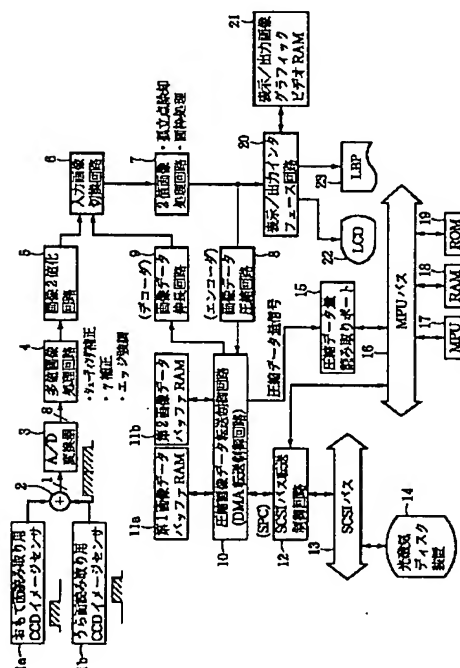 1a
おもて面読み取り用
CCDイメージセンサ
1b
うら面読み取り用
CCDイメージセンサ
2
1
3
A/D
変換器
8
4
多値画像
処理回路
・シェーディング補正
・γ補正
・エッジ強調
5
画像2値化
回路
6
入力画像
切換回路
7
2値画像
処理回路
・孤立点除却
・図枠処理
(デコーダ)
9
画像データ
伸長回路
(エンコーダ)
画像データ
圧縮回路
8
11a
第1画像データ
バッファRAM
11b
第2画像データ
バッファRAM
10
圧縮画像データ転送制御回路
(DMA転送制御回路)
圧縮データ量信号
(SPC)
12
SCSIバス転送
制御回路
13
SCSIバス
14
光磁気
ディスク
装置
15
圧縮データ量
読み取りポート
16
MPUバス
17
MPU
18
RAM
19
ROM
20
表示/出力インタ
フェース回路
21
表示/出力画像
グラフィック
ビデオRAM
22
LCD
23
LBP